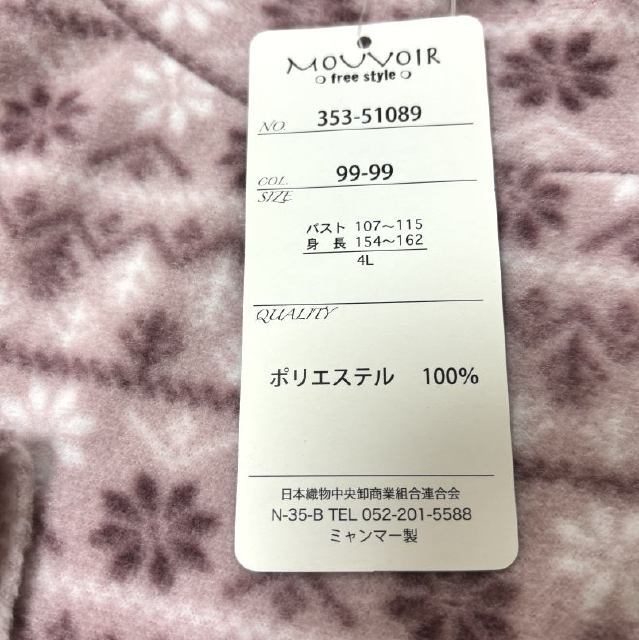 MOUVOIR
free style
NO. 353-51089
COL. 99-99
SIZE
バスト 107～115
身 長 154～162
4L
QUALITY
ポリエステル 100%
日本織物中央卸商業組合連合会
N-35-B TEL 052-201-5588
ミャンマー製